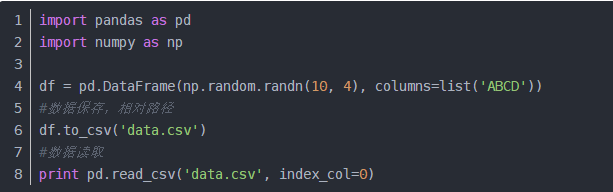 1 import pandas as pd
2 import numpy as np
3
4 df = pd.DataFrame(np.random.randn(10, 4), columns=list('ABCD'))
5 #数据保存，相对路径
6 df.to_csv('data.csv')
7 #数据读取
8 print pd.read_csv('data.csv', index_col=0)